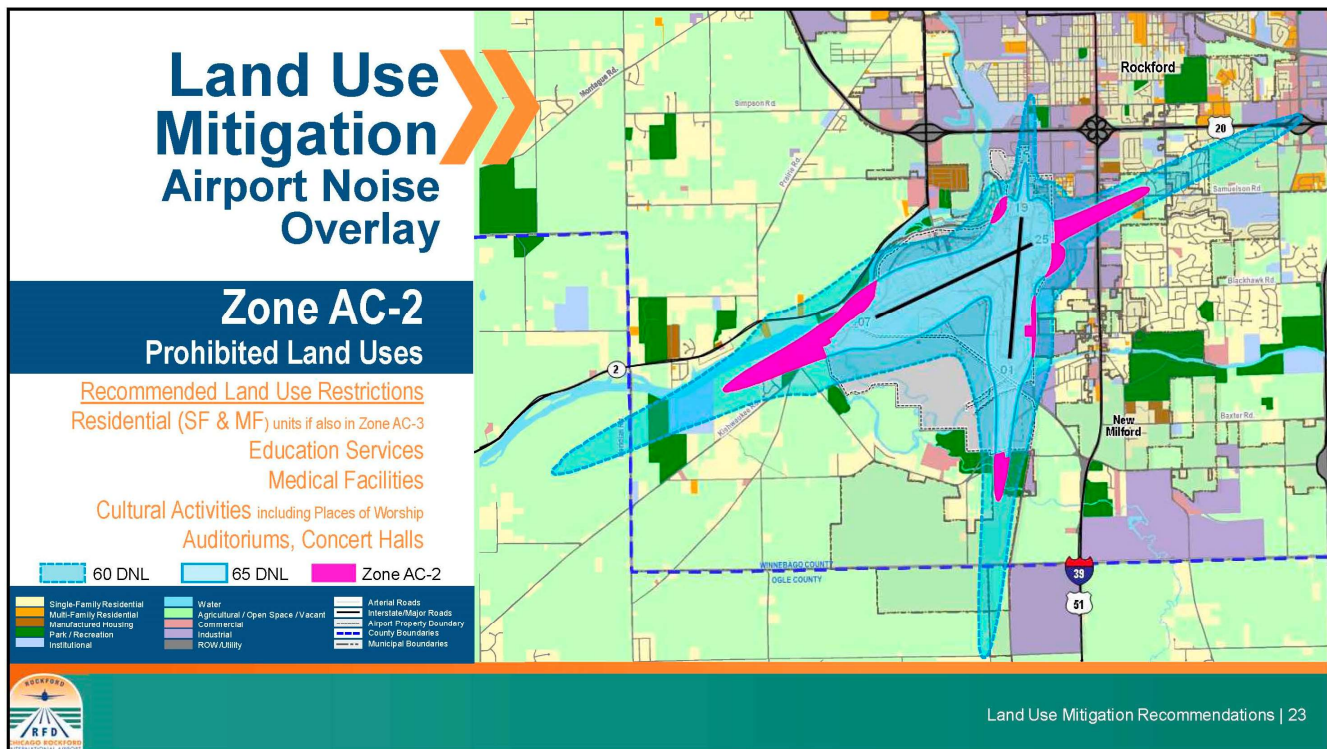 Land Use
Mitigation
Airport Noise
Overlay
Zone AC-2
Prohibited Land Uses
Recommended Land Use Restrictions
Residential (SF & MF) units if also in Zone AC-3
Education Services
Medical Facilities
Cultural Activities including Places of Worship
Auditoriums, Concert Halls
60 DNL
65 DNL
Zone AC-2
Single-Family Residential
Multi-Family Residential
Manufactured Housing
Park / Recreation
Institutional
Water
Agricultural / Open Space / Vacant
Commercial
Industrial
ROW/Utility
Arterial Roads
Interstate/Major Roads
Airport Property Boundary
County Boundaries
Municipal Boundaries
Montague Rd.
Simpson Rd.
Prairie Rd.
Rockford
20
Samuelson Rd.
19
25
Blackhawk Rd.
07
01
2
Kishwaukee
New
Milford
Baxter Rd.
WINNEBAGO COUNTY
OGLE COUNTY
39
51
ROCKFORD
RFD
CHICAGO ROCKFORD
INTERNATIONAL AIRPORT
Land Use Mitigation Recommendations | 23